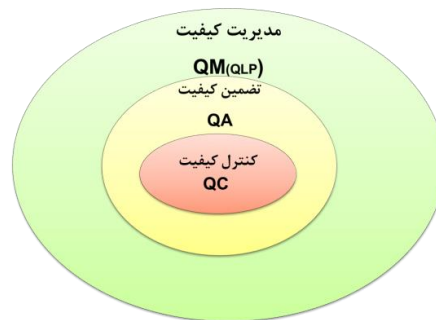 مدیریت کیفیت
QM(QLP)
تضمین کیفیت
QA
کنترل کیفیت
QC